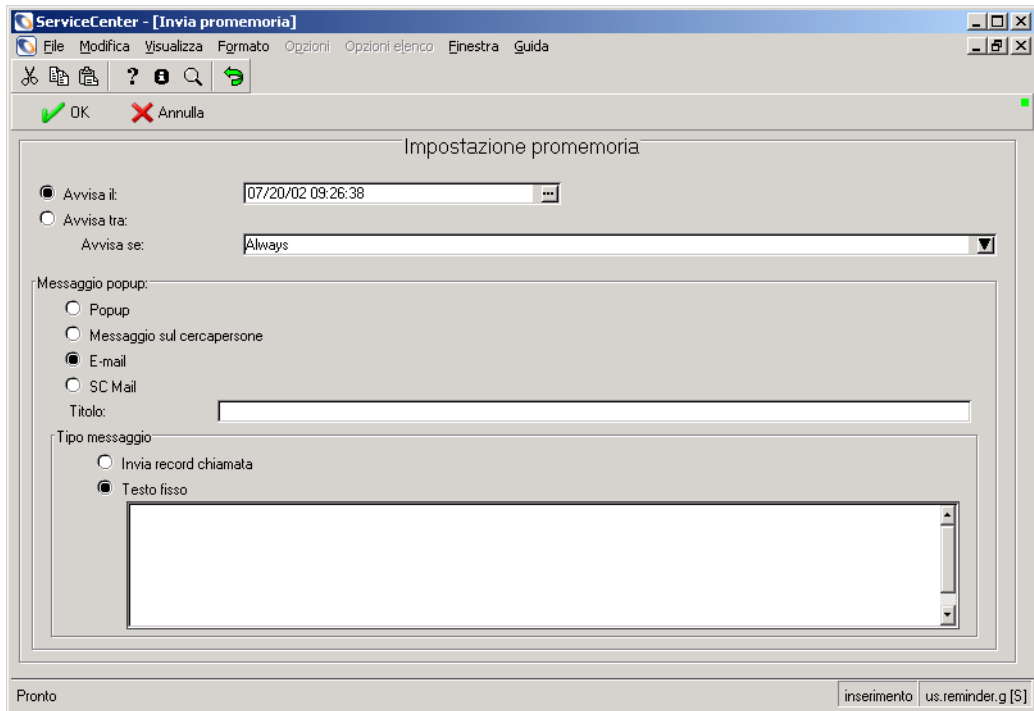 ServiceCenter - [Invia promemoria]
File Modifica Visualizza Formato Opzioni Opzioni elenco Finestra Guida
OK Annulla
Impostazione promemoria
Avvisa il: 07/20/02 09:26:38
Avvisa tra:
Avvisa se: Always
Messaggio popup:
Popup
Messaggio sul cercapersone
E-mail
SC Mail
Titolo:
Tipo messaggio
Invia record chiamata
Testo fisso
Pronto inserimento us.reminder.g [S]